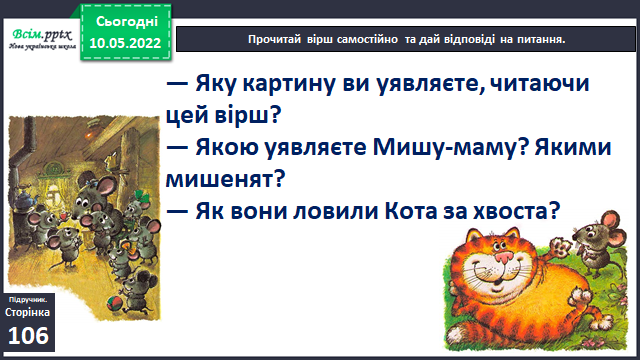 Всім.pptx
Нова українська школа
Сьогодні
10.05.2022
Прочитай вірш самостійно та дай відповіді на питання.
— Яку картину ви уявляєте, читаючи
цей вірш?
— Якою уявляєте Мишу-маму? Якими
мишенят?
— Як вони ловили Кота за хвоста?
Підручник.
Сторінка
106